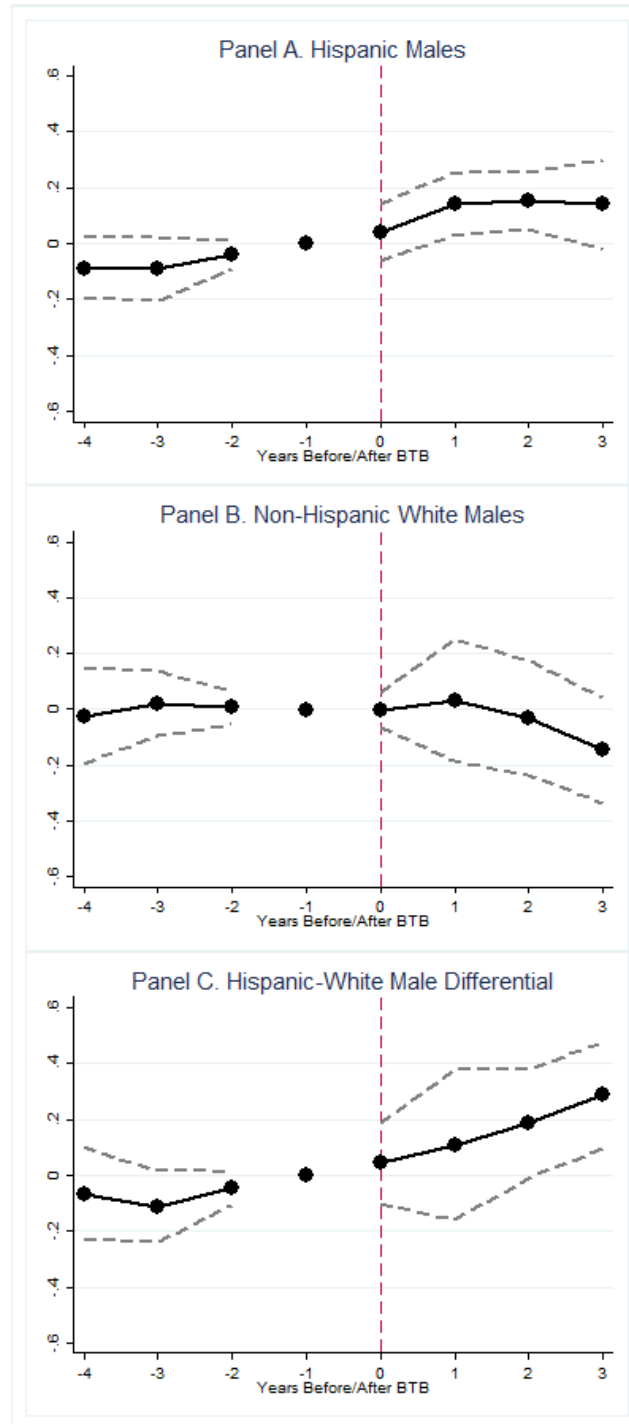 Panel A. Hispanic Males
.6
.4
.2
0
-.2
-.4
-.6
-4 -3 -2 -1 0 1 2 3
Years Before/After BTB
Panel B. Non-Hispanic White Males
.6
.4
.2
0
-.2
-.4
-.6
-4 -3 -2 -1 0 1 2 3
Years Before/After BTB
Panel C. Hispanic-White Male Differential
.6
.4
.2
0
-.2
-.4
-.6
-4 -3 -2 -1 0 1 2 3
Years Before/After BTB